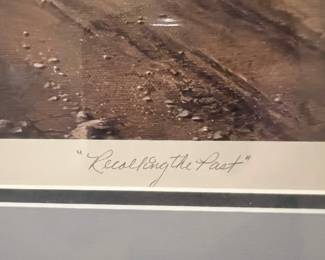 "Recalling the Past"